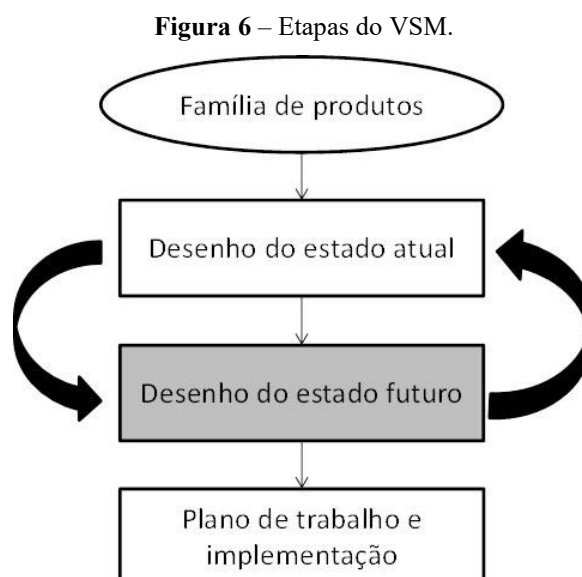 Figura 6 – Etapas do VSM.
Família de produtos
Desenho do estado atual
Desenho do estado futuro
Plano de trabalho e
implementação